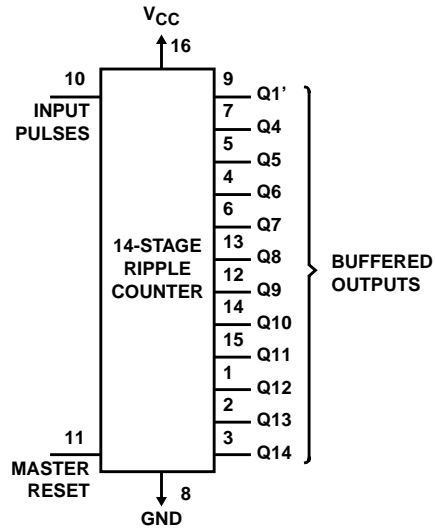 VCC
16
10
INPUT
PULSES
9 Q1'
7 Q4
5 Q5
4 Q6
6 Q7
13 Q8
12 Q9
14 Q10
15 Q11
1 Q12
2 Q13
3 Q14
14-STAGE
RIPPLE
COUNTER
BUFFERED
OUTPUTS
11
MASTER
RESET
8
GND